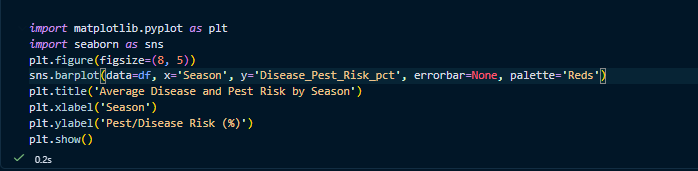 import matplotlib.pyplot as plt
import seaborn as sns
plt.figure(figsize=(8, 5))
sns.barplot(data=df, x='Season', y='Disease_Pest_Risk_pct', errorbar=None, palette='Reds')
plt.title('Average Disease and Pest Risk by Season')
plt.xlabel('Season')
plt.ylabel('Pest/Disease Risk (%)')
plt.show()
0.2s